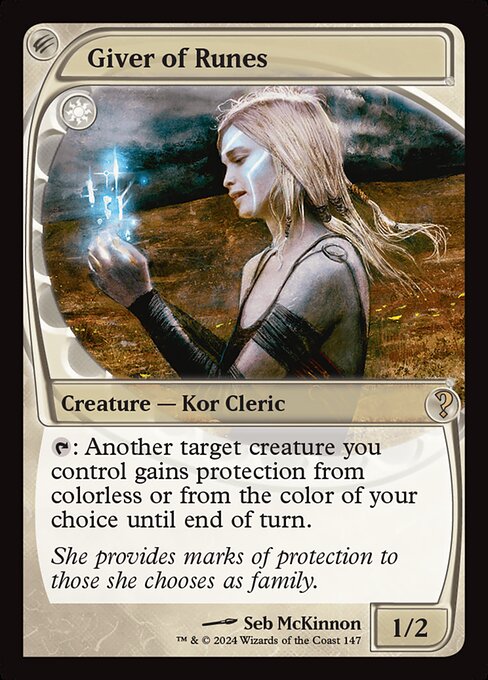 Giver of Runes
Creature — Kor Cleric
: Another target creature you
control gains protection from
colorless or from the color of your
choice until end of turn.
She provides marks of protection to
those she chooses as family.
Seb McKinnon
™ & © 2024 Wizards of the Coast 147
1/2